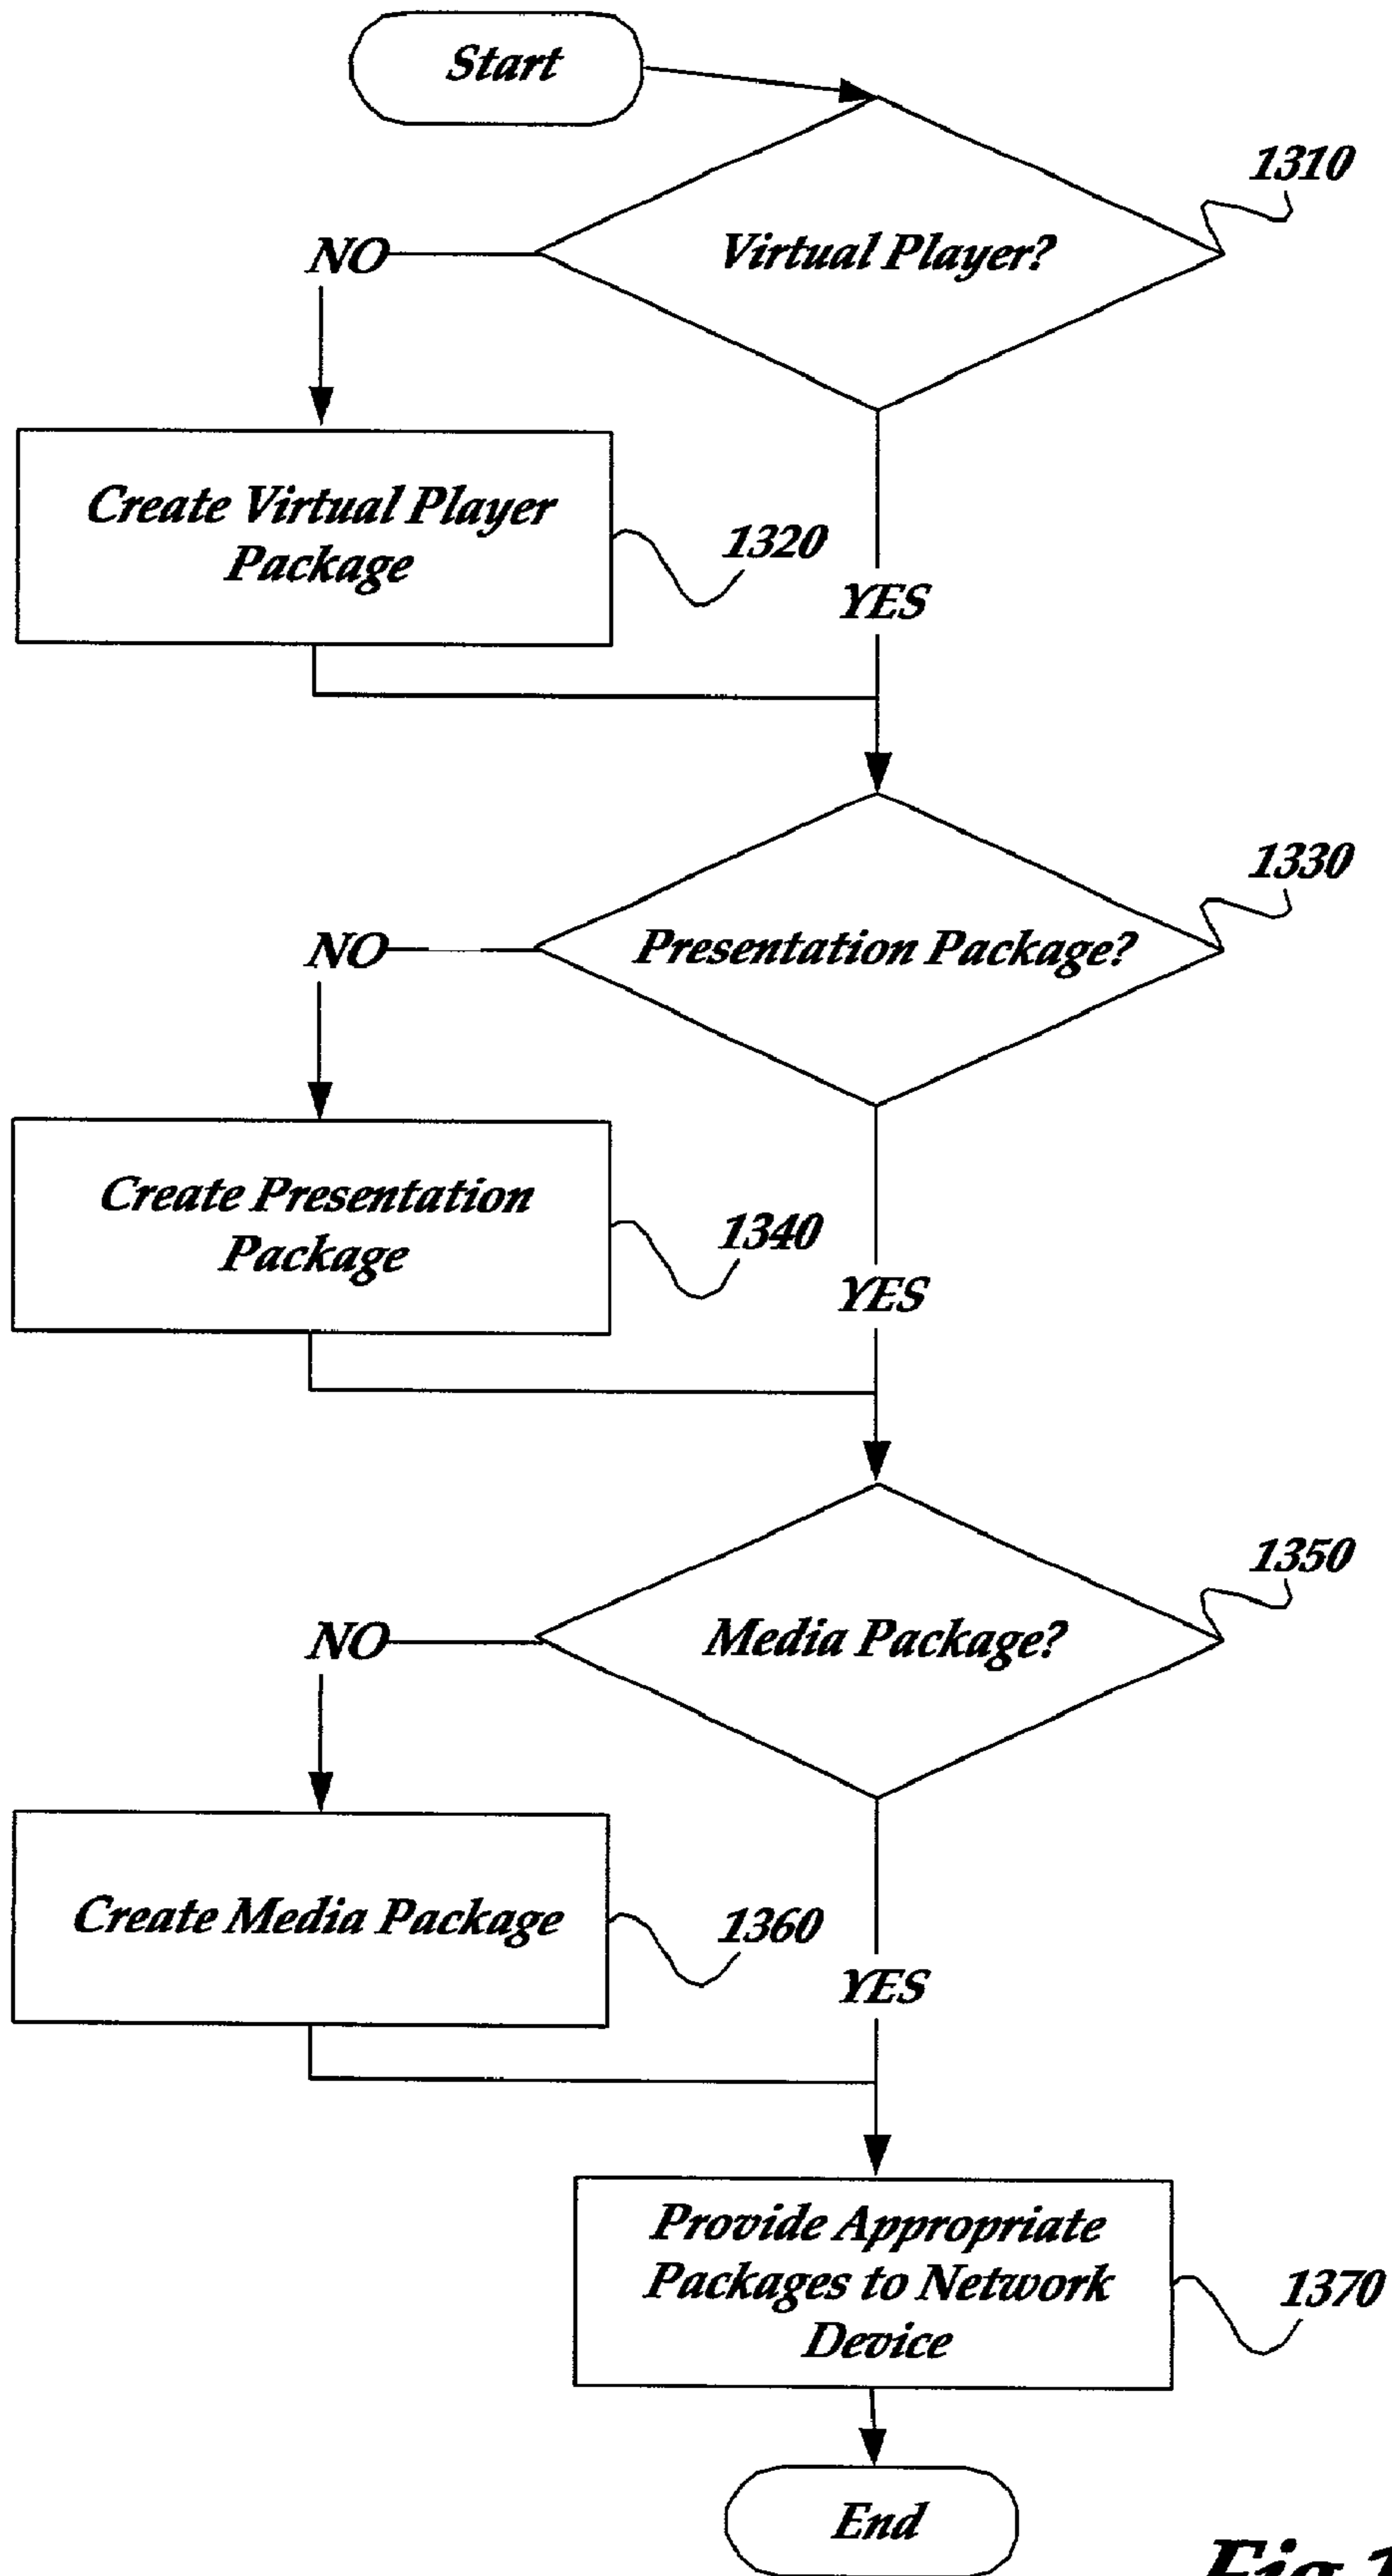 Start
1310
Virtual Player?
NO
Create Virtual Player
Package
1320
YES
1330
Presentation Package?
NO
Create Presentation
Package
1340
YES
1350
Media Package?
NO
Create Media Package
1360
YES
Provide Appropriate
Packages to Network
Device
1370
End